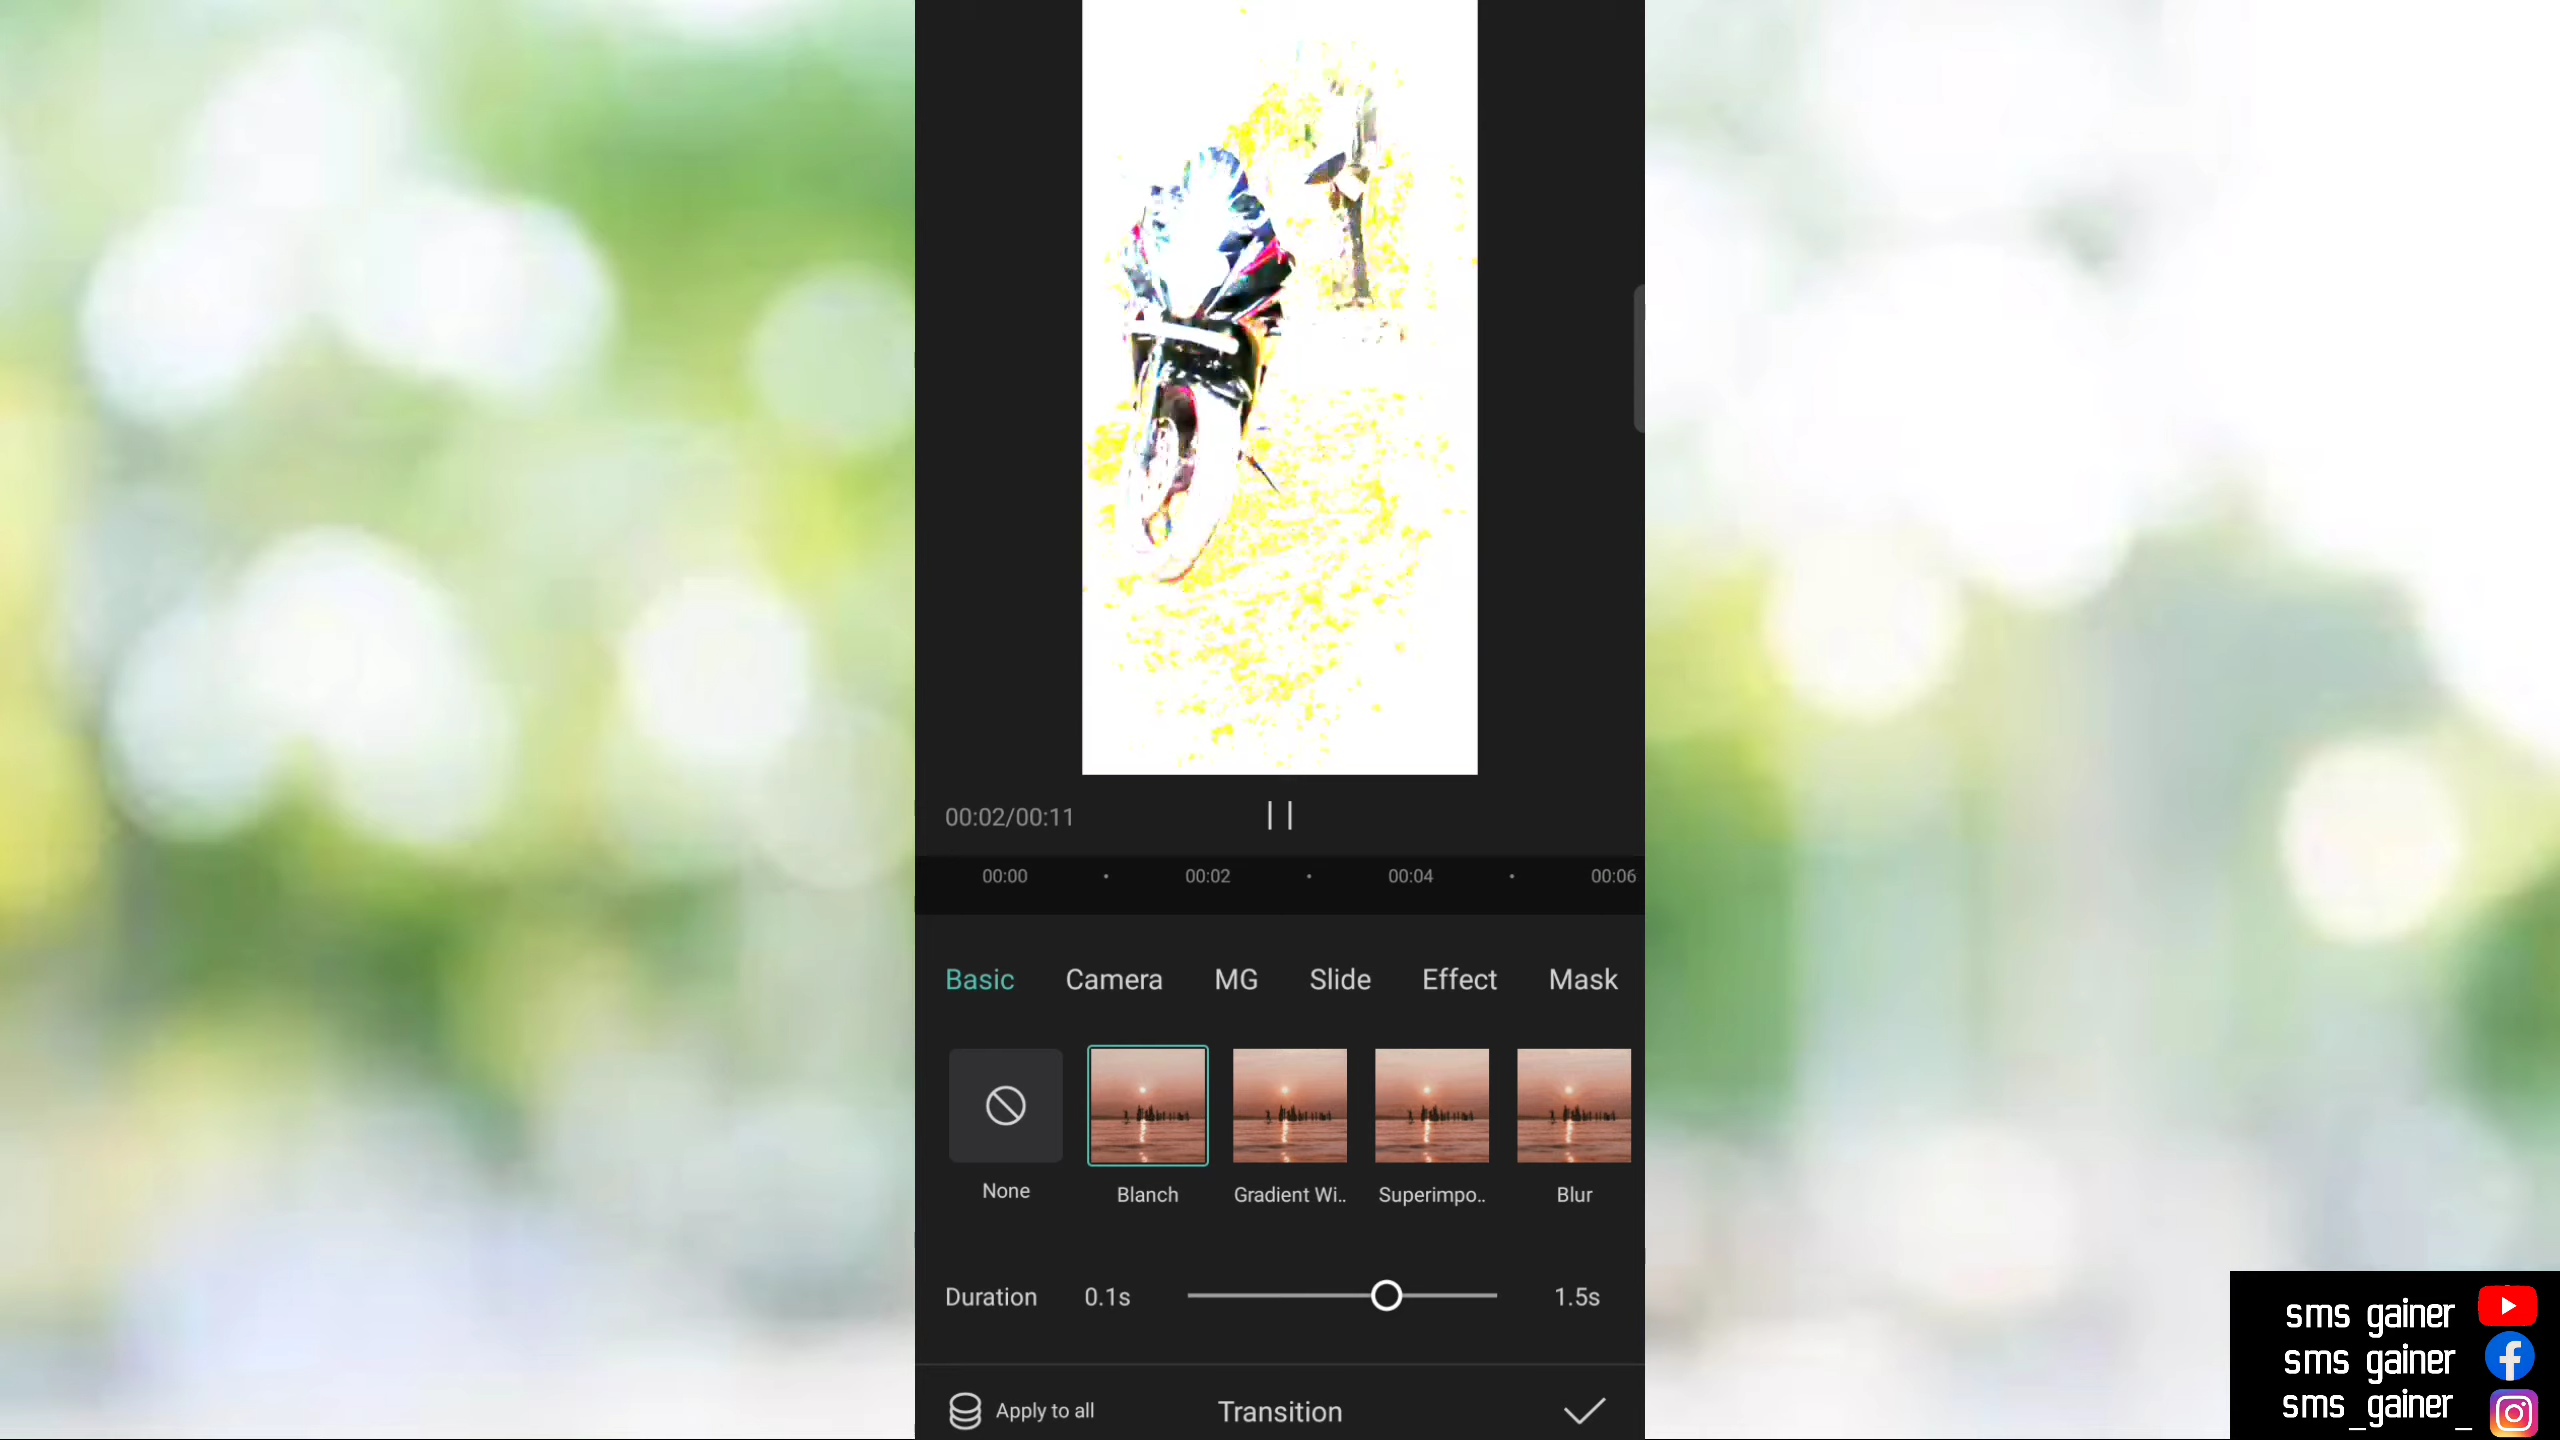 00:02/00:11
00:00 00:02 00:04 00:06
Basic Camera MG Slide Effect Mask
None Blanch Gradient Wi.. Superimpo.. Blur
Duration 0.1s 1.5s
Apply to all Transition
sms gainer
sms gainer
sms_gainer_